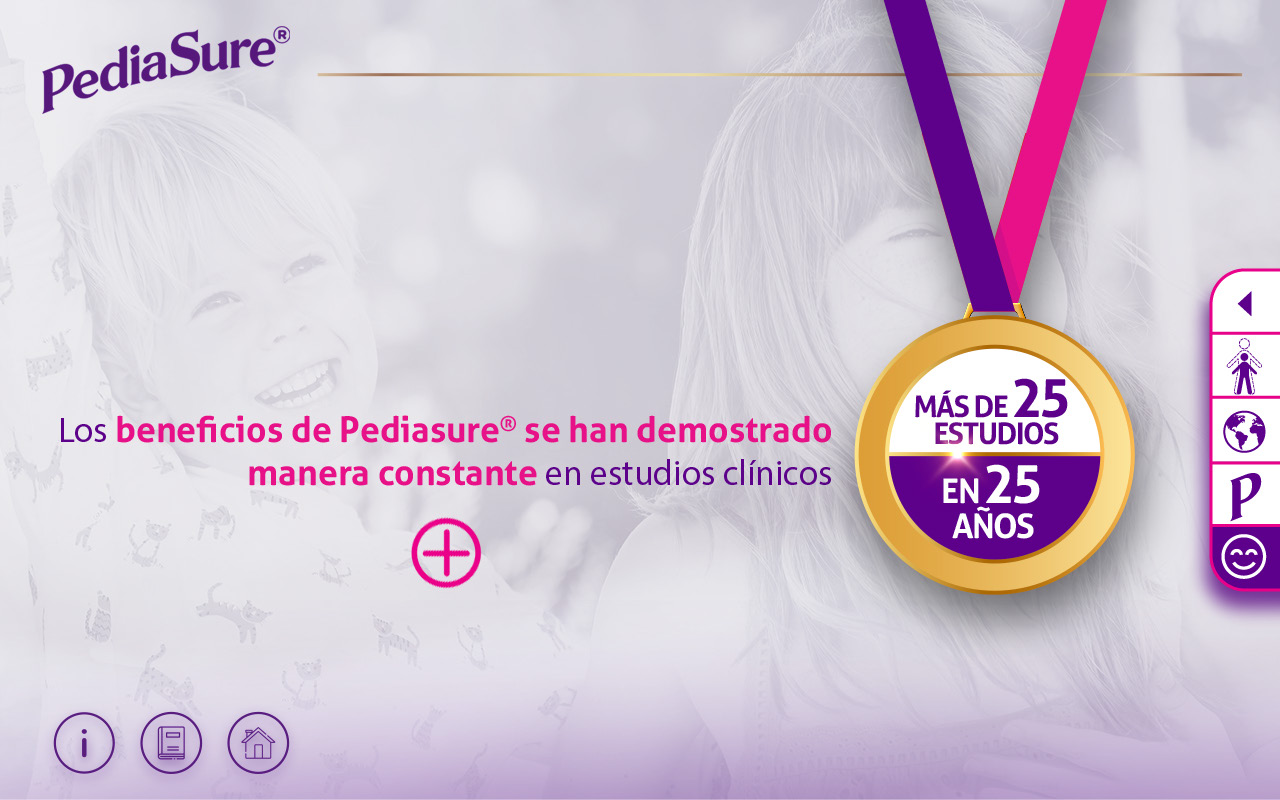 PediaSure®
Los beneficios de Pediasure® se han demostrado
manera constante en estudios clínicos
MÁS DE 25
ESTUDIOS
EN 25
AÑOS
P
i